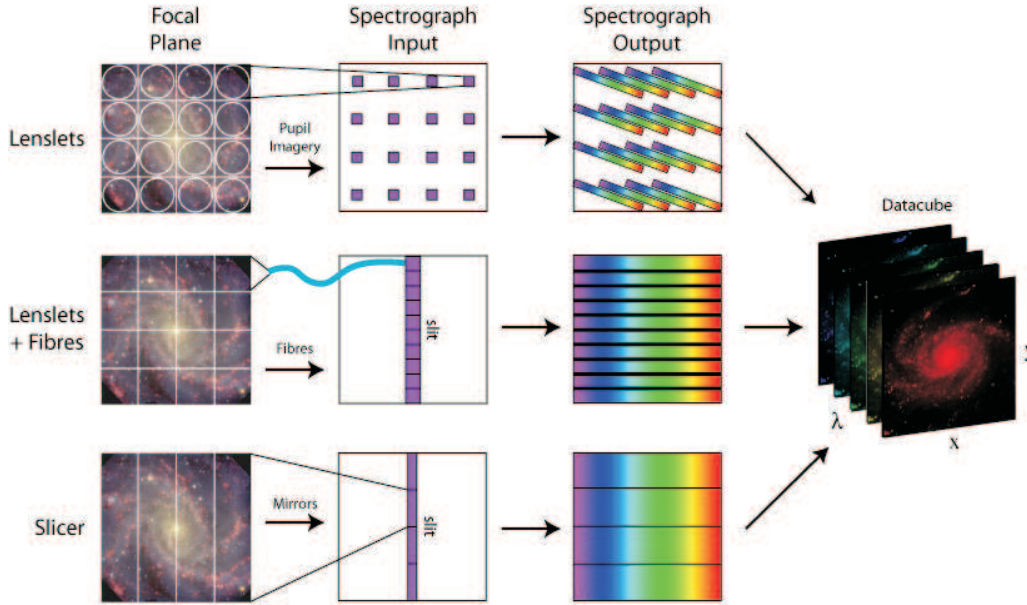 Focal
Plane
Spectrograph
Input
Spectrograph
Output
Lenslets
Pupil
Imagery
Datacube
Lenslets
+ Fibres
Fibres
slit
y
λ
x
Slicer
Mirrors
slit